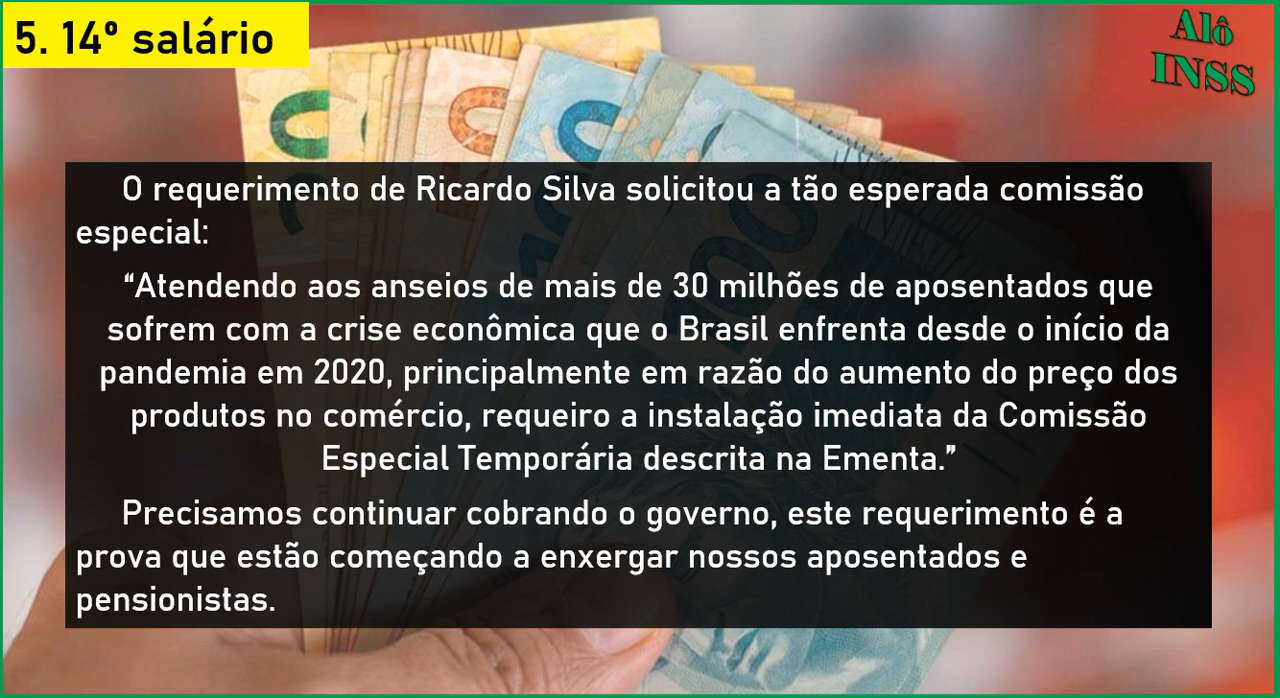 5. 14º salário
Alô
INSS
O requerimento de Ricardo Silva solicitou a tão esperada comissão
especial:
“Atendendo aos anseios de mais de 30 milhões de aposentados que
sofrem com a crise econômica que o Brasil enfrenta desde o início da
pandemia em 2020, principalmente em razão do aumento do preço dos
produtos no comércio, requeiro a instalação imediata da Comissão
Especial Temporária descrita na Ementa.”
Precisamos continuar cobrando o governo, este requerimento é a
prova que estão começando a enxergar nossos aposentados e
pensionistas.